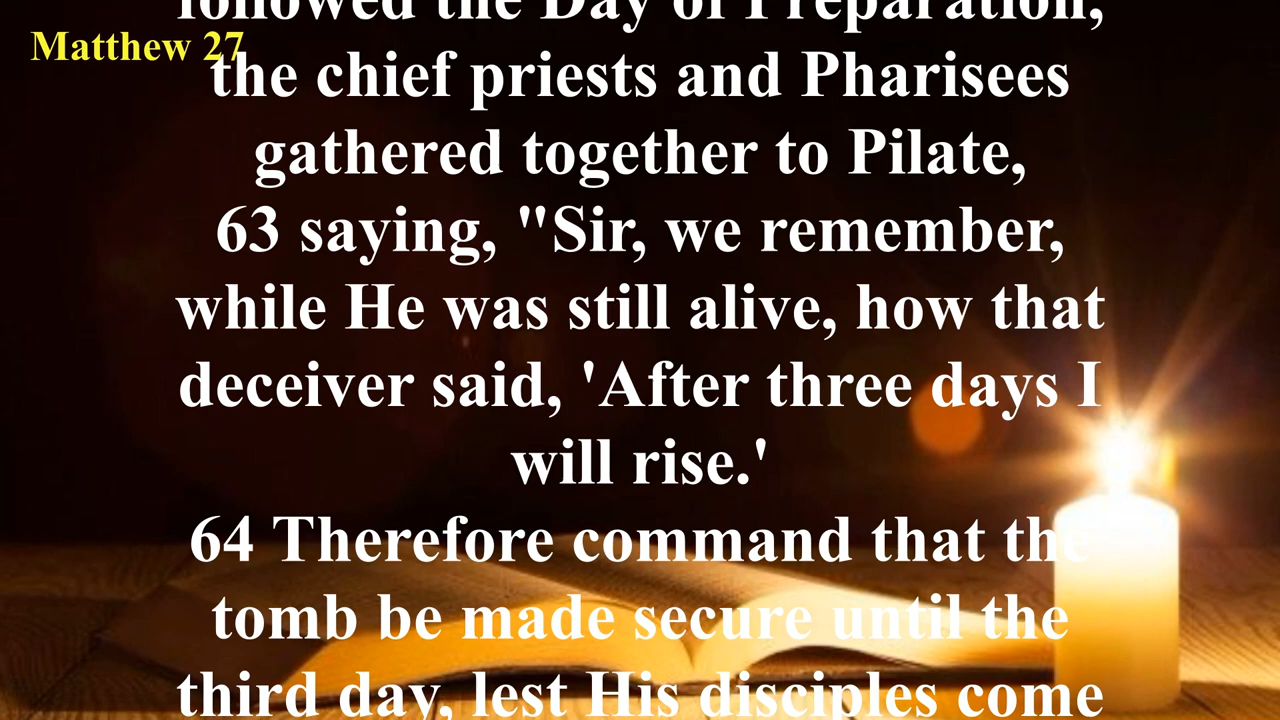 followed the Day of Preparation,
Matthew 27
the chief priests and Pharisees
gathered together to Pilate,
63 saying, "Sir, we remember,
while He was still alive, how that
deceiver said, 'After three days I
will rise.'
64 Therefore command that the
tomb be made secure until the
third day, lest His disciples come